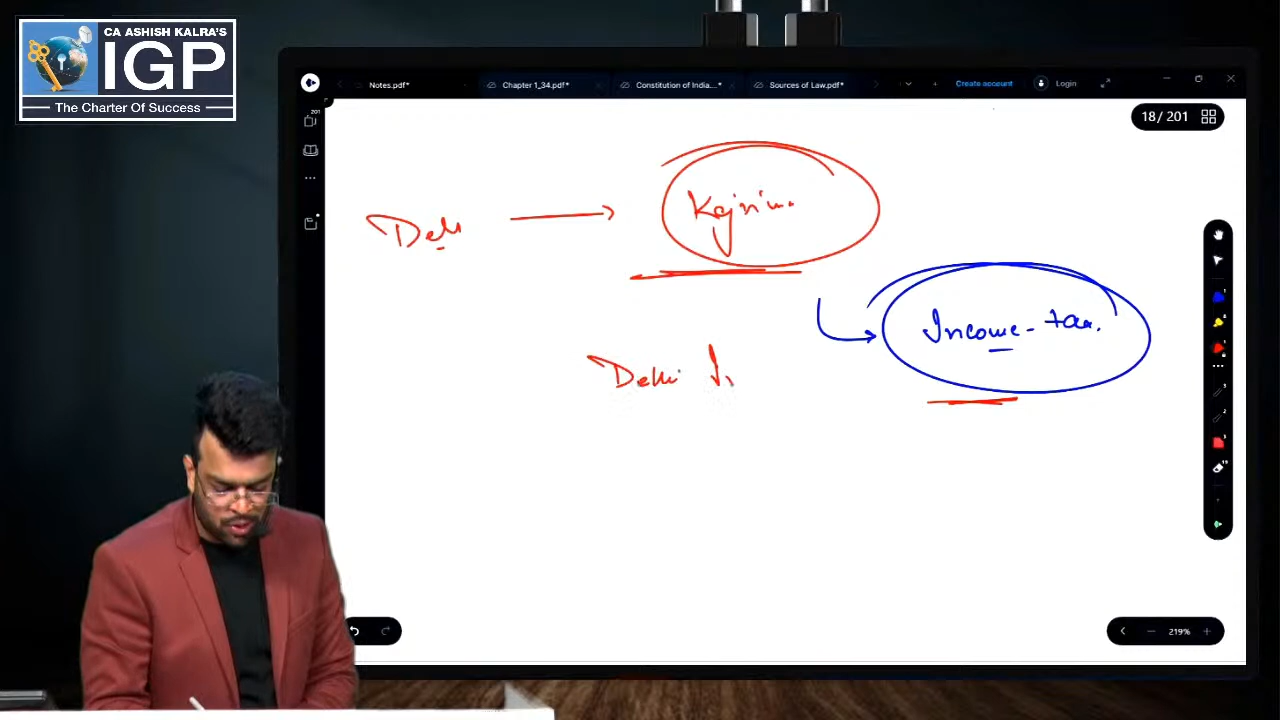 CA ASHISH KALRA'S
IGP
The Charter Of Success
Notes.pdf*
Chapter 1_34.pdf*
Constitution of India...*
Sources of Law.pdf*
Create account
Login
18 / 201
201
Income-tax.
Delhi
219%